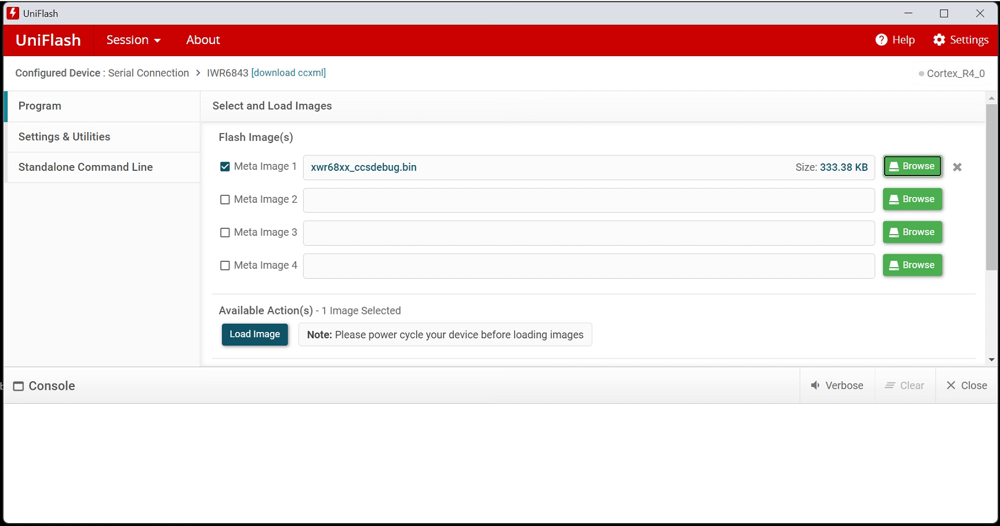 UniFlash
UniFlash Session About Help Settings
Configured Device : Serial Connection > IWR6843 [download ccxml] Cortex_R4_0
Program
Settings & Utilities
Standalone Command Line
Select and Load Images
Flash Image(s)
Meta Image 1 xwr68xx_ccsdebug.bin Size: 333.38 KB Browse
Meta Image 2 Browse
Meta Image 3 Browse
Meta Image 4 Browse
Available Action(s) - 1 Image Selected
Load Image Note: Please power cycle your device before loading images
Console Verbose Clear Close